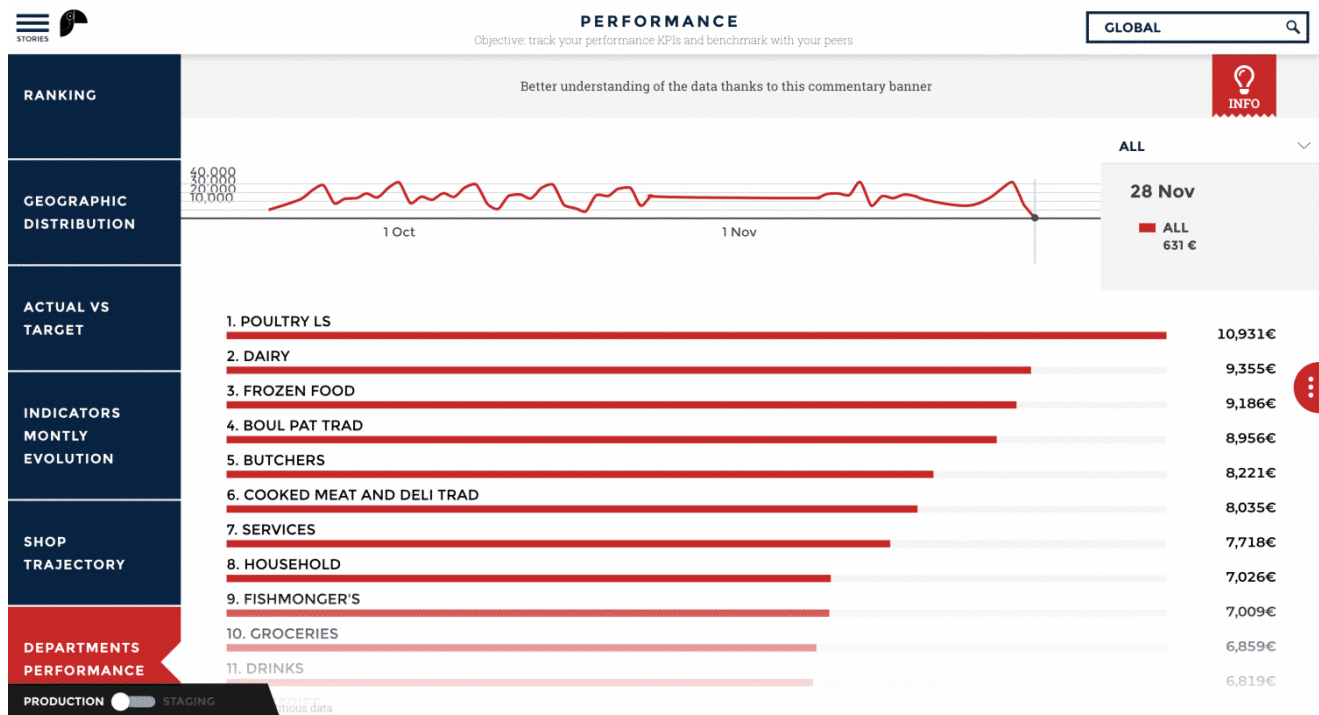 STORIES
PERFORMANCE
Objective: track your performance KPIs and benchmark with your peers
GLOBAL
RANKING
Better understanding of the data thanks to this commentary banner
INFO
ALL
GEOGRAPHIC
DISTRIBUTION
40,000
30,000
20,000
10,000
1 Oct
1 Nov
28 Nov
ALL
631 €
ACTUAL VS
TARGET
INDICATORS
MONTLY
EVOLUTION
SHOP
TRAJECTORY
DEPARTMENTS
PERFORMANCE
1. POULTRY LS
10,931€
2. DAIRY
9,355€
3. FROZEN FOOD
9,186€
4. BOUL PAT TRAD
8,956€
5. BUTCHERS
8,221€
6. COOKED MEAT AND DELI TRAD
8,035€
7. SERVICES
7,718€
8. HOUSEHOLD
7,026€
9. FISHMONGER'S
7,009€
10. GROCERIES
6,859€
11. DRINKS
6,819€
PRODUCTION
STAGING
data